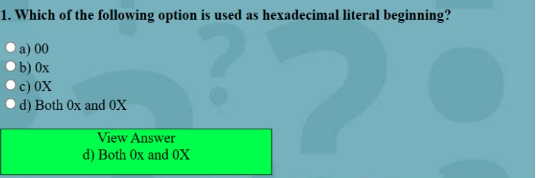 1. Which of the following option is used as hexadecimal literal beginning?
a) 00
b) 0x
c) 0X
d) Both 0x and 0X
View Answer
d) Both 0x and 0X